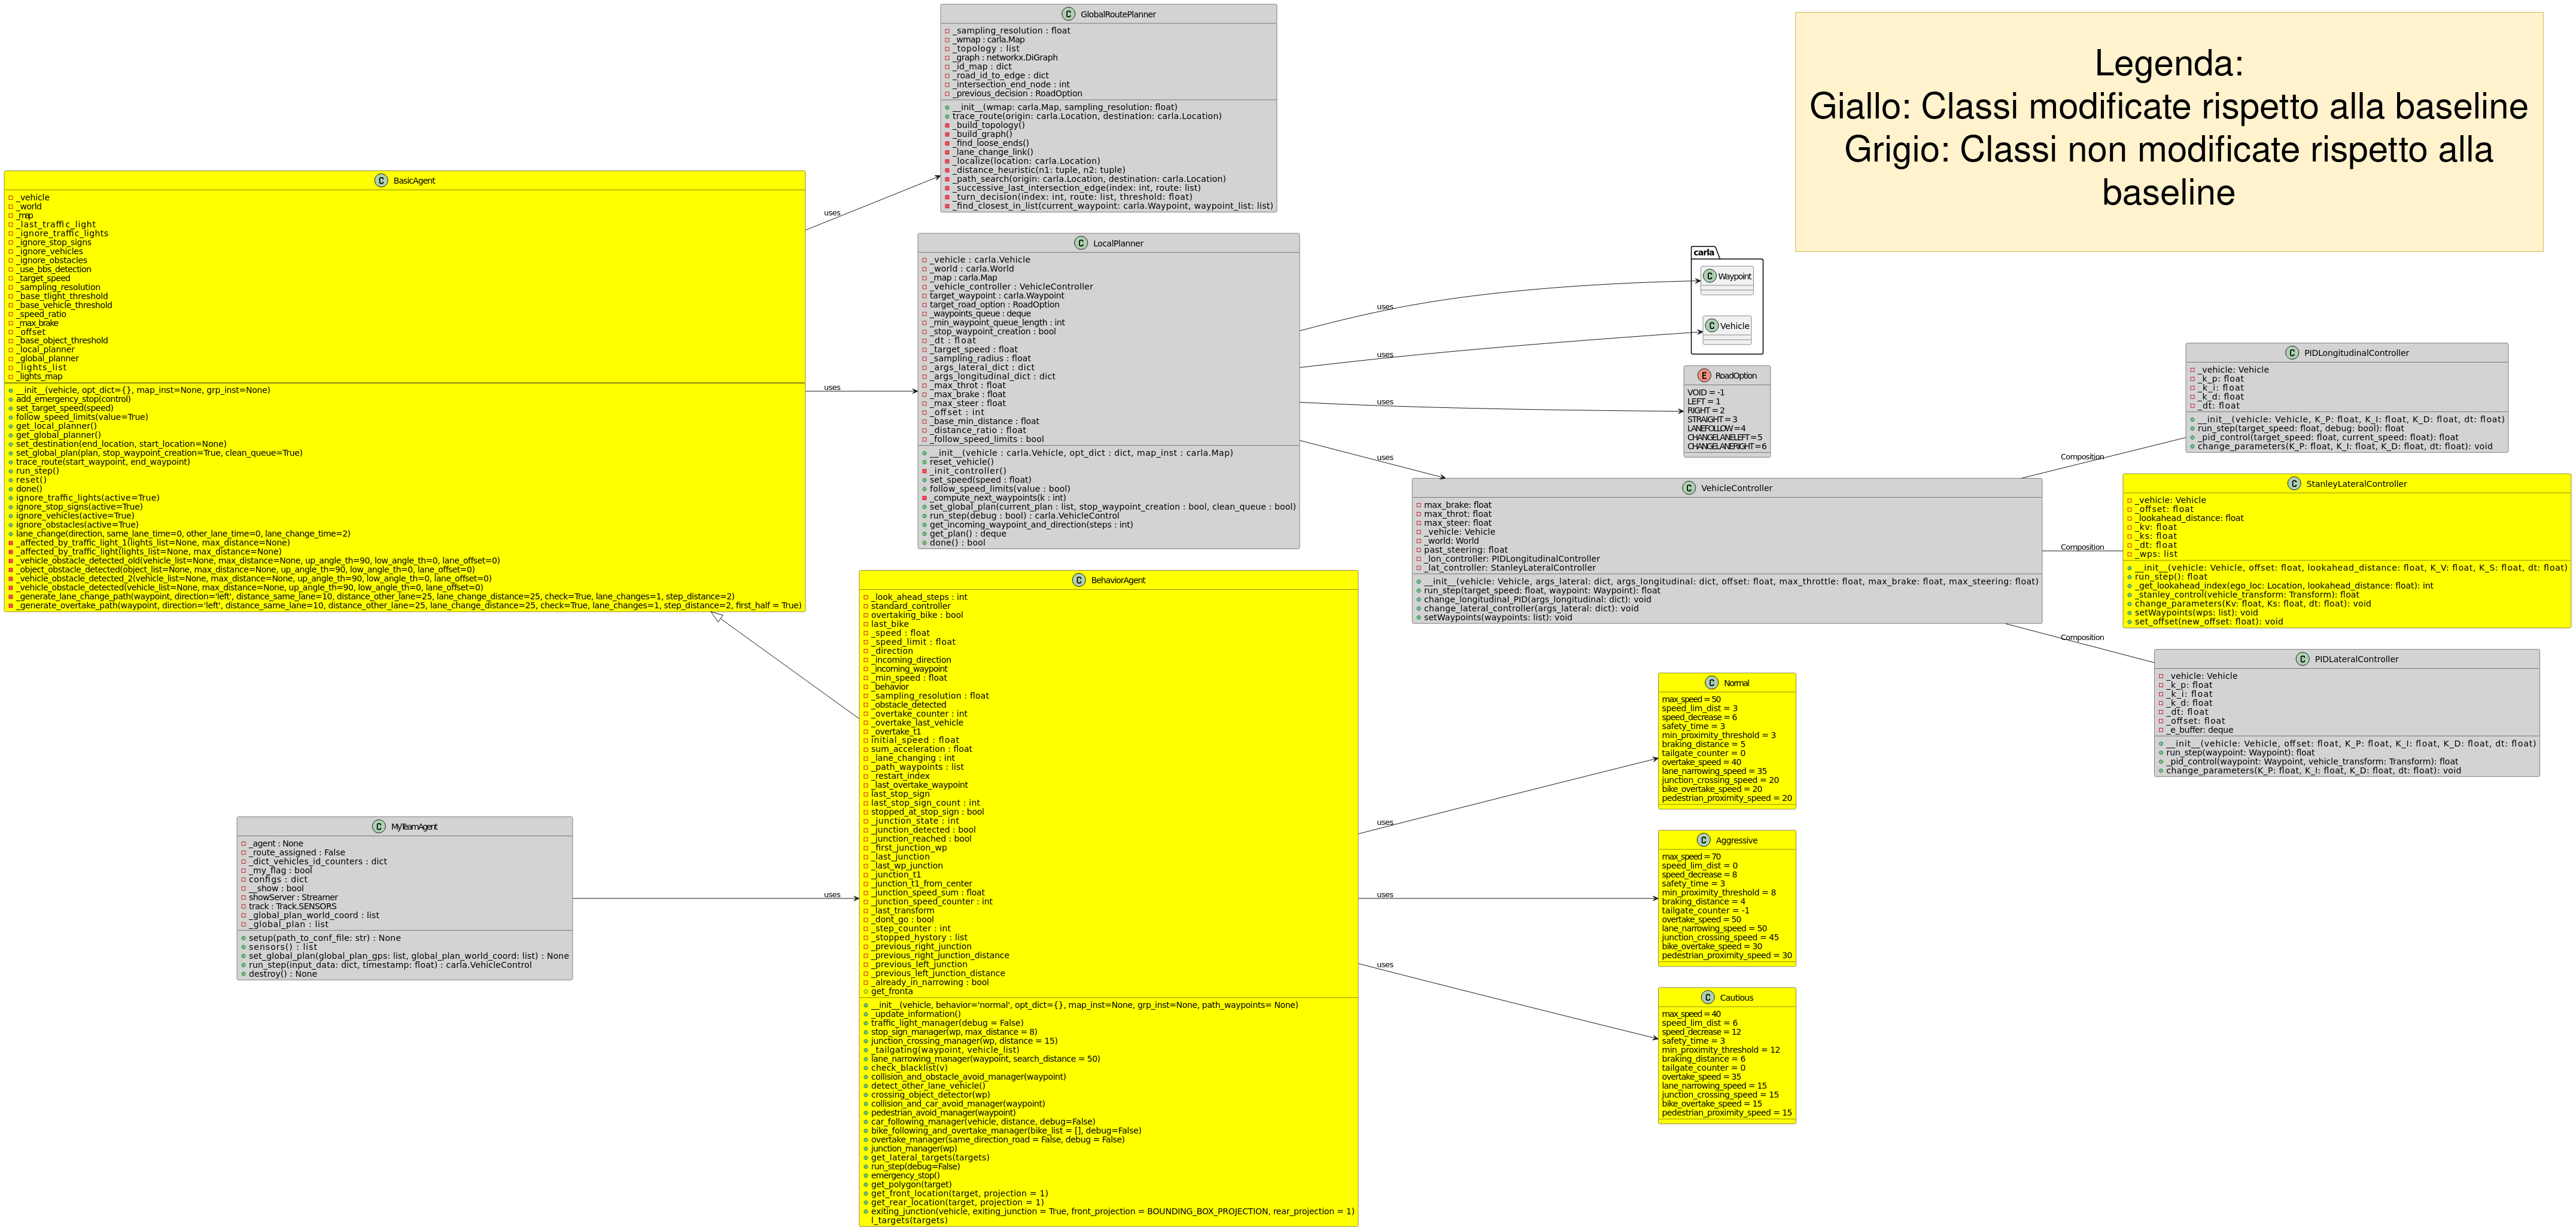 GlobalRoutePlanner
_sampling_resolution : float
_wmap : carla.Map
_topology : list
_graph : networkx.DiGraph
_id_map : dict
_road_id_to_edge : dict
_intersection_end_node : int
_previous_decision : RoadOption
__init__(wmap: carla.Map, sampling_resolution: float)
trace_route(origin: carla.Location, destination: carla.Location)
_build_topology()
_build_graph()
_find_loose_ends()
_lane_change_link()
_localize(location: carla.Location)
_distance_heuristic(n1: tuple, n2: tuple)
_path_search(origin: carla.Location, destination: carla.Location)
_successive_last_intersection_edge(index: int, route: list)
_turn_decision(index: int, route: list, threshold: float)
_find_closest_in_list(current_waypoint: carla.Waypoint, waypoint_list: list)
Legenda:
Giallo: Classi modificate rispetto alla baseline
Grigio: Classi non modificate rispetto alla
baseline
BasicAgent
_vehicle
_world
_map
_last_traffic_light
_ignore_traffic_lights
_ignore_stop_signs
_ignore_vehicles
_ignore_obstacles
_use_bbs_detection
_target_speed
_sampling_resolution
_base_tlight_threshold
_base_vehicle_threshold
_speed_ratio
_max_brake
_offset
_base_object_threshold
_local_planner
_global_planner
_lights_list
_lights_map
__init__(vehicle, opt_dict={}, map_inst=None, grp_inst=None)
add_emergency_stop(control)
set_target_speed(speed)
follow_speed_limits(value=True)
get_local_planner()
get_global_planner()
set_destination(end_location, start_location=None)
set_global_plan(plan, stop_waypoint_creation=True, clean_queue=True)
trace_route(start_waypoint, end_waypoint)
run_step()
reset()
done()
ignore_traffic_lights(active=True)
ignore_stop_signs(active=True)
ignore_vehicles(active=True)
ignore_obstacles(active=True)
lane_change(direction, same_lane_time=0, other_lane_time=0, lane_change_time=2)
_affected_by_traffic_light_1(lights_list=None, max_distance=None)
_affected_by_traffic_light(lights_list=None, max_distance=None)
_vehicle_obstacle_detected_old(vehicle_list=None, max_distance=None, up_angle_th=90, low_angle_th=0, lane_offset=0)
_object_obstacle_detected(object_list=None, max_distance=None, up_angle_th=90, low_angle_th=0, lane_offset=0)
_vehicle_obstacle_detected_2(vehicle_list=None, max_distance=None, up_angle_th=90, low_angle_th=0, lane_offset=0)
_vehicle_obstacle_detected(vehicle_list=None, max_distance=None, up_angle_th=90, low_angle_th=0, lane_offset=0)
_generate_lane_change_path(waypoint, direction='left', distance_same_lane=10, distance_other_lane=25, lane_change_distance=25, check=True, lane_changes=1, step_distance=2)
_generate_overtake_path(waypoint, direction='left', distance_same_lane=10, distance_other_lane=25, lane_change_distance=25, check=True, lane_changes=1, step_distance=2, first_half = True)
uses
uses
LocalPlanner
_vehicle : carla.Vehicle
_world : carla.World
_map : carla.Map
_vehicle_controller : VehicleController
target_waypoint : carla.Waypoint
target_road_option : RoadOption
_waypoints_queue : deque
_min_waypoint_queue_length : int
_stop_waypoint_creation : bool
_dt : float
_target_speed : float
_sampling_radius : float
_args_lateral_dict : dict
_args_longitudinal_dict : dict
_max_throt : float
_max_brake : float
_max_steer : float
_offset : int
_base_min_distance : float
_distance_ratio : float
_follow_speed_limits : bool
__init__(vehicle : carla.Vehicle, opt_dict : dict, map_inst : carla.Map)
reset_vehicle()
_init_controller()
set_speed(speed : float)
follow_speed_limits(value : bool)
_compute_next_waypoints(k : int)
set_global_plan(current_plan : list, stop_waypoint_creation : bool, clean_queue : bool)
run_step(debug : bool) : carla.VehicleControl
get_incoming_waypoint_and_direction(steps : int)
get_plan() : deque
done() : bool
uses
uses
uses
uses
carla
Waypoint
Vehicle
RoadOption
VOID = -1
LEFT = 1
RIGHT = 2
STRAIGHT = 3
LANEFOLLOW = 4
CHANGELANELEFT = 5
CHANGELANERIGHT = 6
VehicleController
max_brake: float
max_throt: float
max_steer: float
_vehicle: Vehicle
_world: World
past_steering: float
_lon_controller: PIDLongitudinalController
_lat_controller: StanleyLateralController
__init__(vehicle: Vehicle, args_lateral: dict, args_longitudinal: dict, offset: float, max_throttle: float, max_brake: float, max_steering: float)
run_step(target_speed: float, waypoint: Waypoint): float
change_longitudinal_PID(args_longitudinal: dict): void
change_lateral_controller(args_lateral: dict): void
setWaypoints(waypoints: list): void
Composition
Composition
Composition
PIDLongitudinalController
_vehicle: Vehicle
_k_p: float
_k_i: float
_k_d: float
_dt: float
__init__(vehicle: Vehicle, K_P: float, K_I: float, K_D: float, dt: float)
run_step(target_speed: float, debug: bool): float
_pid_control(target_speed: float, current_speed: float): float
change_parameters(K_P: float, K_I: float, K_D: float, dt: float): void
StanleyLateralController
_vehicle: Vehicle
_offset: float
_lookahead_distance: float
_kv: float
_ks: float
_dt: float
_wps: list
__init__(vehicle: Vehicle, offset: float, lookahead_distance: float, K_V: float, K_S: float, dt: float)
run_step(): float
_get_lookahead_index(ego_loc: Location, lookahead_distance: float): int
_stanley_control(vehicle_transform: Transform): float
change_parameters(Kv: float, Ks: float, dt: float): void
setWaypoints(wps: list): void
set_offset(new_offset: float): void
PIDLateralController
_vehicle: Vehicle
_k_p: float
_k_i: float
_k_d: float
_dt: float
_offset: float
_e_buffer: deque
__init__(vehicle: Vehicle, offset: float, K_P: float, K_I: float, K_D: float, dt: float)
run_step(waypoint: Waypoint): float
_pid_control(waypoint: Waypoint, vehicle_transform: Transform): float
change_parameters(K_P: float, K_I: float, K_D: float, dt: float): void
MyTeamAgent
_agent : None
_route_assigned : False
_dict_vehicles_id_counters : dict
_my_flag : bool
configs : dict
__show : bool
showServer : Streamer
track : Track.SENSORS
_global_plan_world_coord : list
_global_plan : list
setup(path_to_conf_file: str) : None
sensors() : list
set_global_plan(global_plan_gps: list, global_plan_world_coord: list) : None
run_step(input_data: dict, timestamp: float) : carla.VehicleControl
destroy() : None
uses
BehaviorAgent
_look_ahead_steps : int
standard_controller
overtaking_bike : bool
last_bike
_speed : float
_speed_limit : float
_direction
_incoming_direction
_incoming_waypoint
_min_speed : float
_behavior
_sampling_resolution : float
_obstacle_detected
_overtake_counter : int
_overtake_last_vehicle
_overtake_t1
initial_speed : float
sum_acceleration : float
_lane_changing : int
_path_waypoints : list
_restart_index
_last_overtake_waypoint
last_stop_sign
last_stop_sign_count : int
stopped_at_stop_sign : bool
_junction_state : int
_junction_detected : bool
_junction_reached : bool
_first_junction_wp
_last_junction
_last_wp_junction
_junction_t1
_junction_t1_from_center
_junction_speed_sum : float
_junction_speed_counter : int
_last_transform
_dont_go : bool
_step_counter : int
_stopped_hystory : list
_previous_right_junction
_previous_right_junction_distance
_previous_left_junction
_previous_left_junction_distance
_already_in_narrowing : bool
get_fronta
__init__(vehicle, behavior='normal', opt_dict={}, map_inst=None, grp_inst=None, path_waypoints= None)
_update_information()
traffic_light_manager(debug = False)
stop_sign_manager(wp, max_distance = 8)
junction_crossing_manager(wp, distance = 15)
_tailgating(waypoint, vehicle_list)
lane_narrowing_manager(waypoint, search_distance = 50)
check_blacklist(v)
collision_and_obstacle_avoid_manager(waypoint)
detect_other_lane_vehicle()
crossing_object_detector(wp)
collision_and_car_avoid_manager(waypoint)
pedestrian_avoid_manager(waypoint)
car_following_manager(vehicle, distance, debug=False)
bike_following_and_overtake_manager(bike_list = [], debug=False)
overtake_manager(same_direction_road = False, debug = False)
junction_manager(wp)
get_lateral_targets(targets)
run_step(debug=False)
emergency_stop()
get_polygon(target)
get_front_location(target, projection = 1)
get_rear_location(target, projection = 1)
exiting_junction(vehicle, exiting_junction = True, front_projection = BOUNDING_BOX_PROJECTION, rear_projection = 1)
l_targets(targets)
uses
uses
uses
Normal
max_speed = 50
speed_lim_dist = 3
speed_decrease = 6
safety_time = 3
min_proximity_threshold = 3
braking_distance = 5
tailgate_counter = 0
overtake_speed = 40
lane_narrowing_speed = 35
junction_crossing_speed = 20
bike_overtake_speed = 20
pedestrian_proximity_speed = 20
Aggressive
max_speed = 70
speed_lim_dist = 0
speed_decrease = 8
safety_time = 3
min_proximity_threshold = 8
braking_distance = 4
tailgate_counter = -1
overtake_speed = 50
lane_narrowing_speed = 50
junction_crossing_speed = 45
bike_overtake_speed = 30
pedestrian_proximity_speed = 30
Cautious
max_speed = 40
speed_lim_dist = 6
speed_decrease = 12
safety_time = 3
min_proximity_threshold = 12
braking_distance = 6
tailgate_counter = 0
overtake_speed = 35
lane_narrowing_speed = 15
junction_crossing_speed = 15
bike_overtake_speed = 15
pedestrian_proximity_speed = 15